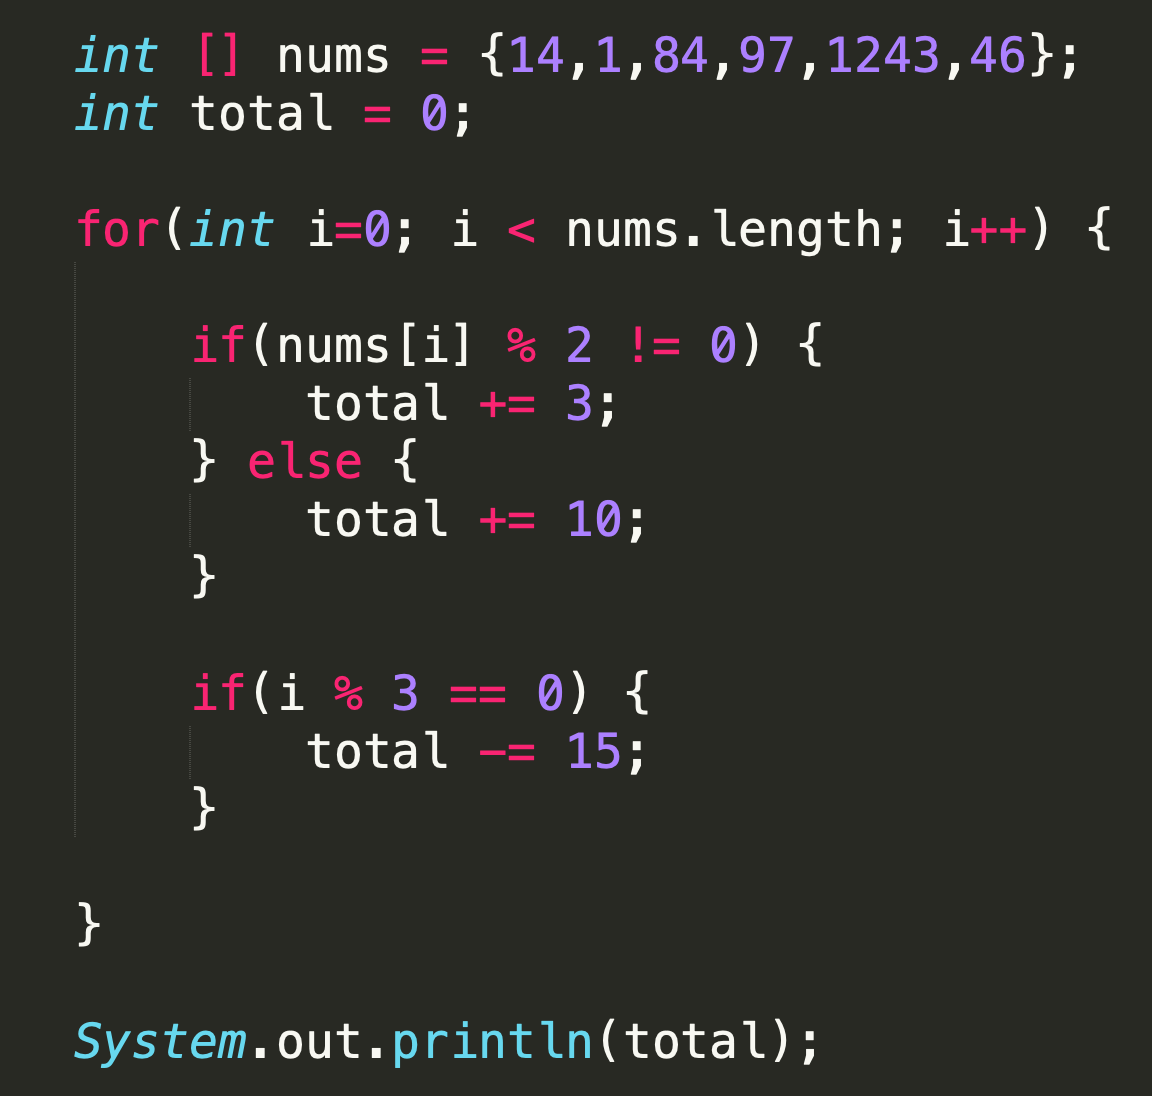 int [] nums = {14,1,84,97,1243,46};
int total = 0;

for(int i=0; i < nums.length; i++) {

    if(nums[i] % 2 != 0) {
        total += 3;
    } else {
        total += 10;
    }

    if(i % 3 == 0) {
        total -= 15;
    }

}

System.out.println(total);